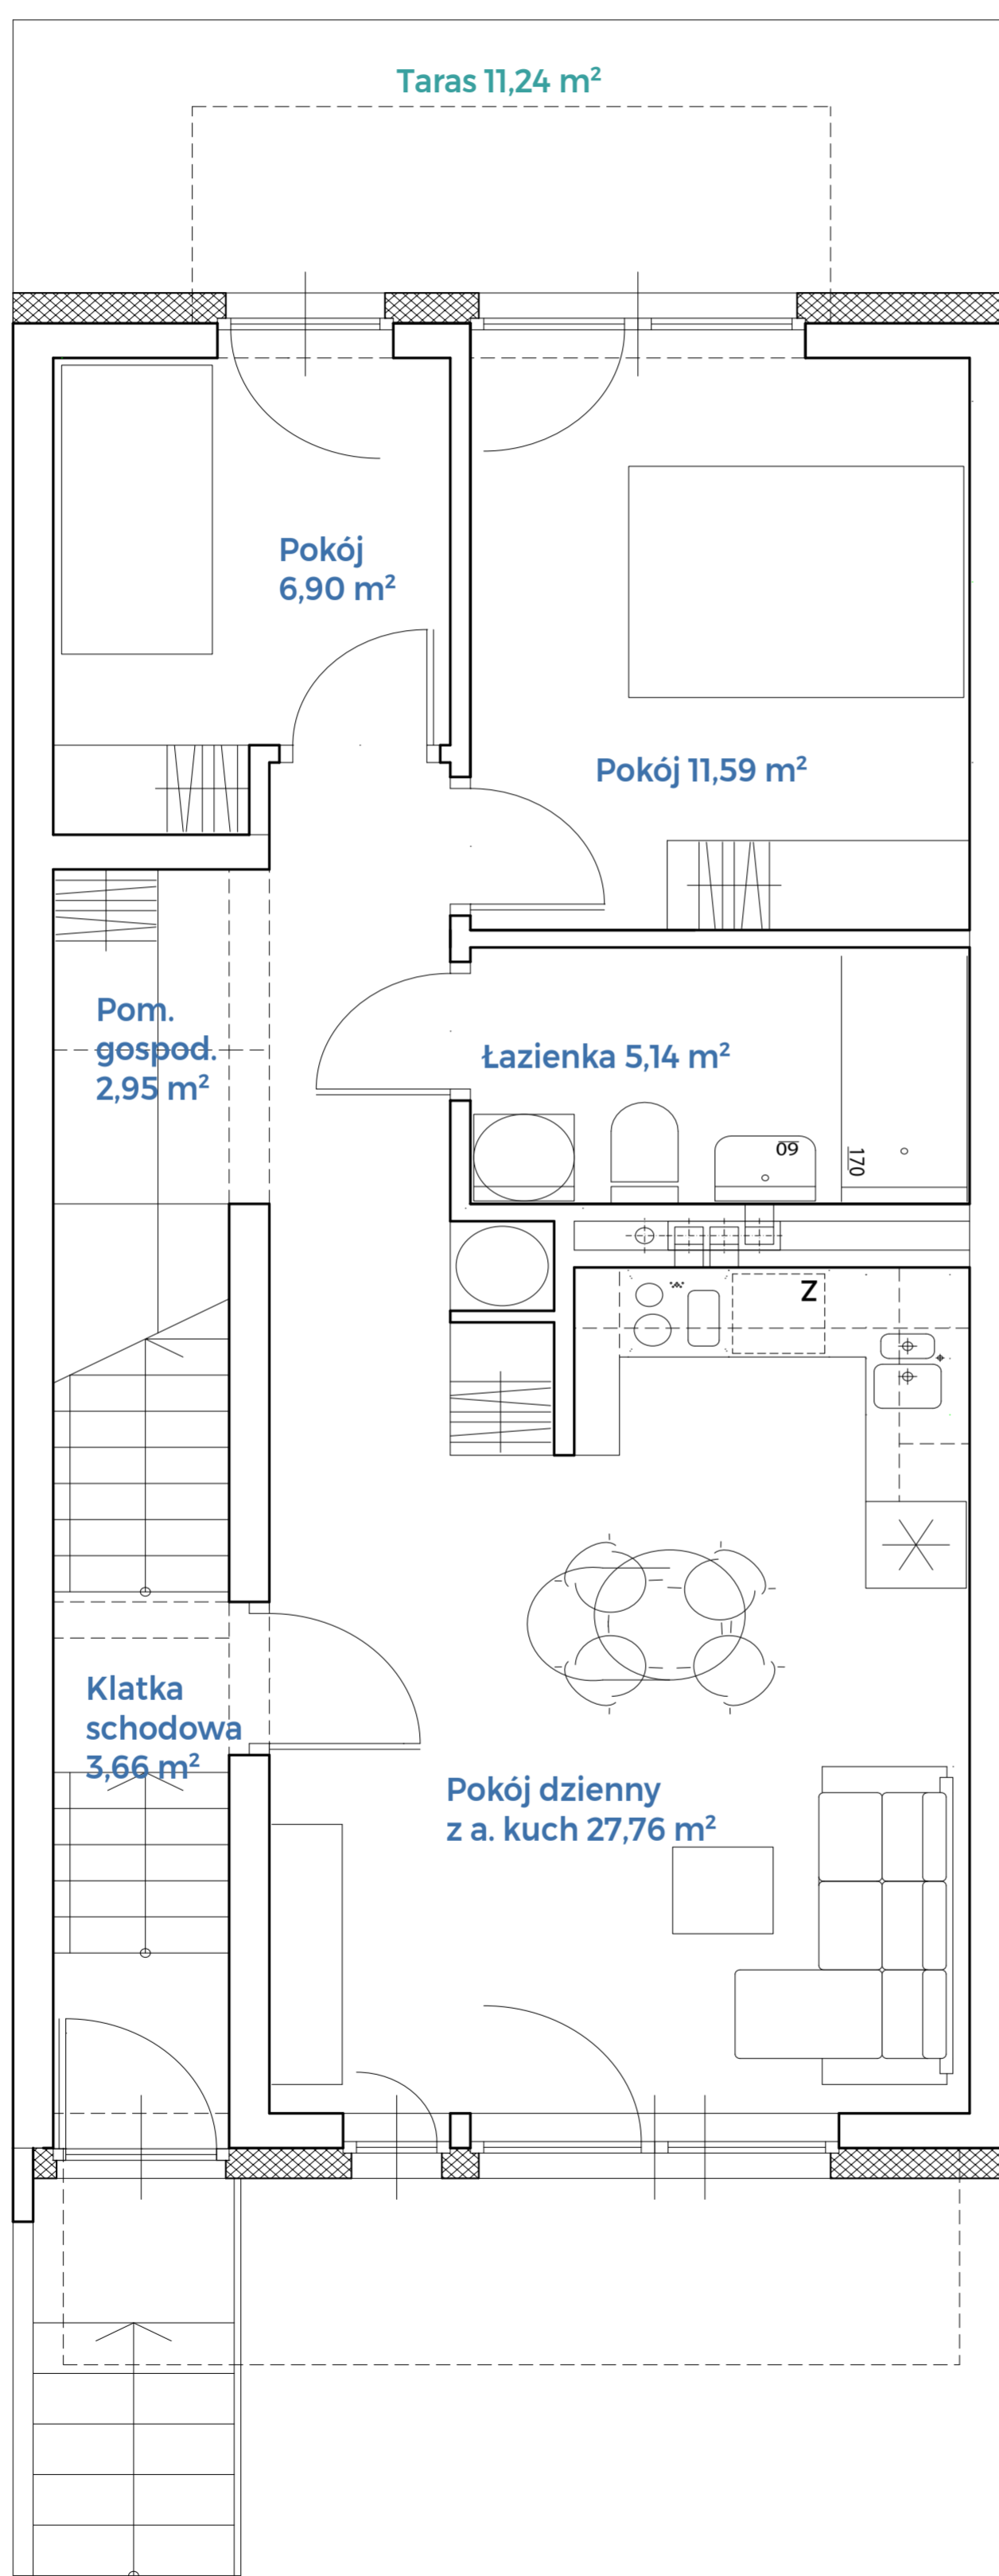 Taras 11,24 m²
Pokój
6,90 m²
Pokój 11,59 m²
Pom.
gospod.
2,95 m²
Łazienka 5,14 m²
60
170
Z
Klatka
schodowa
3,66 m²
Pokój dzienny
z a. kuch 27,76 m²